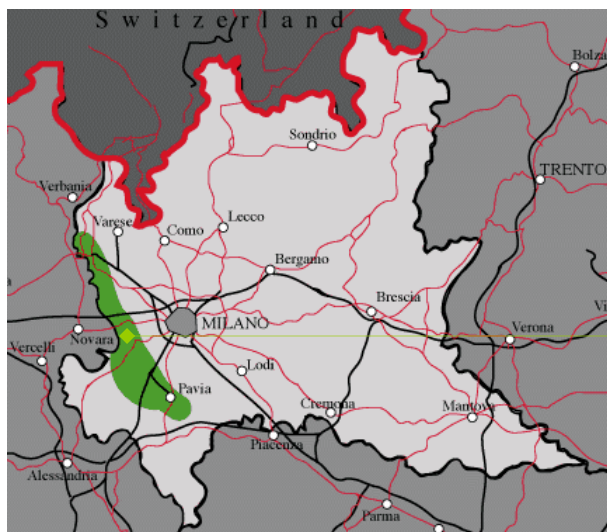 Switzerland
Bolza
Sondrio
TRENTO
Verbania
Varese
Como
Lecco
Bergamo
Brescia
Vi
MILANO
Novara
Verona
Vercelli
Lodi
Pavia
Cremona
Mantova
Piacenza
Alessandria
Parma